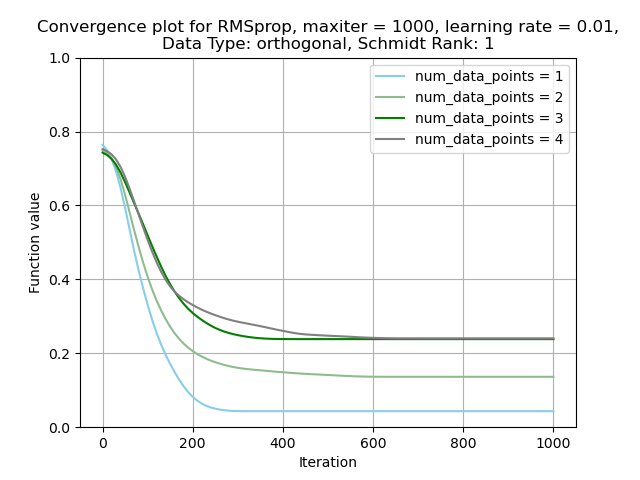 Convergence plot for RMSprop, maxiter = 1000, learning rate = 0.01,
Data Type: orthogonal, Schmidt Rank: 1
num_data_points = 1
num_data_points = 2
num_data_points = 3
num_data_points = 4
Function value
1.0
0.8
0.6
0.4
0.2
0.0
0 200 400 600 800 1000
Iteration